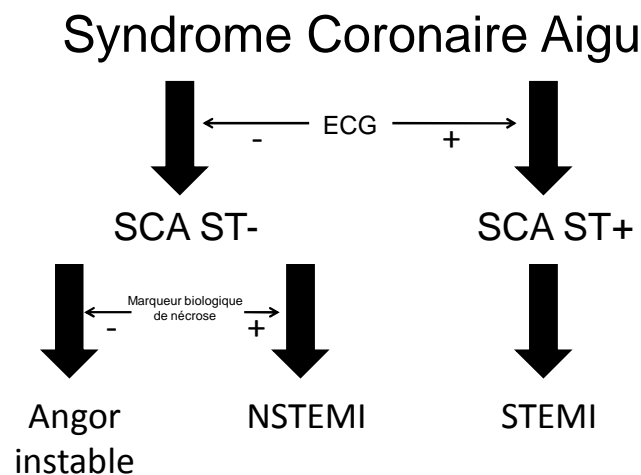 Syndrome Coronaire Aigu
ECG
- +
SCA ST- SCA ST+
Marqueur biologique
de nécrose
- +
Angor NSTEMI STEMI
instable